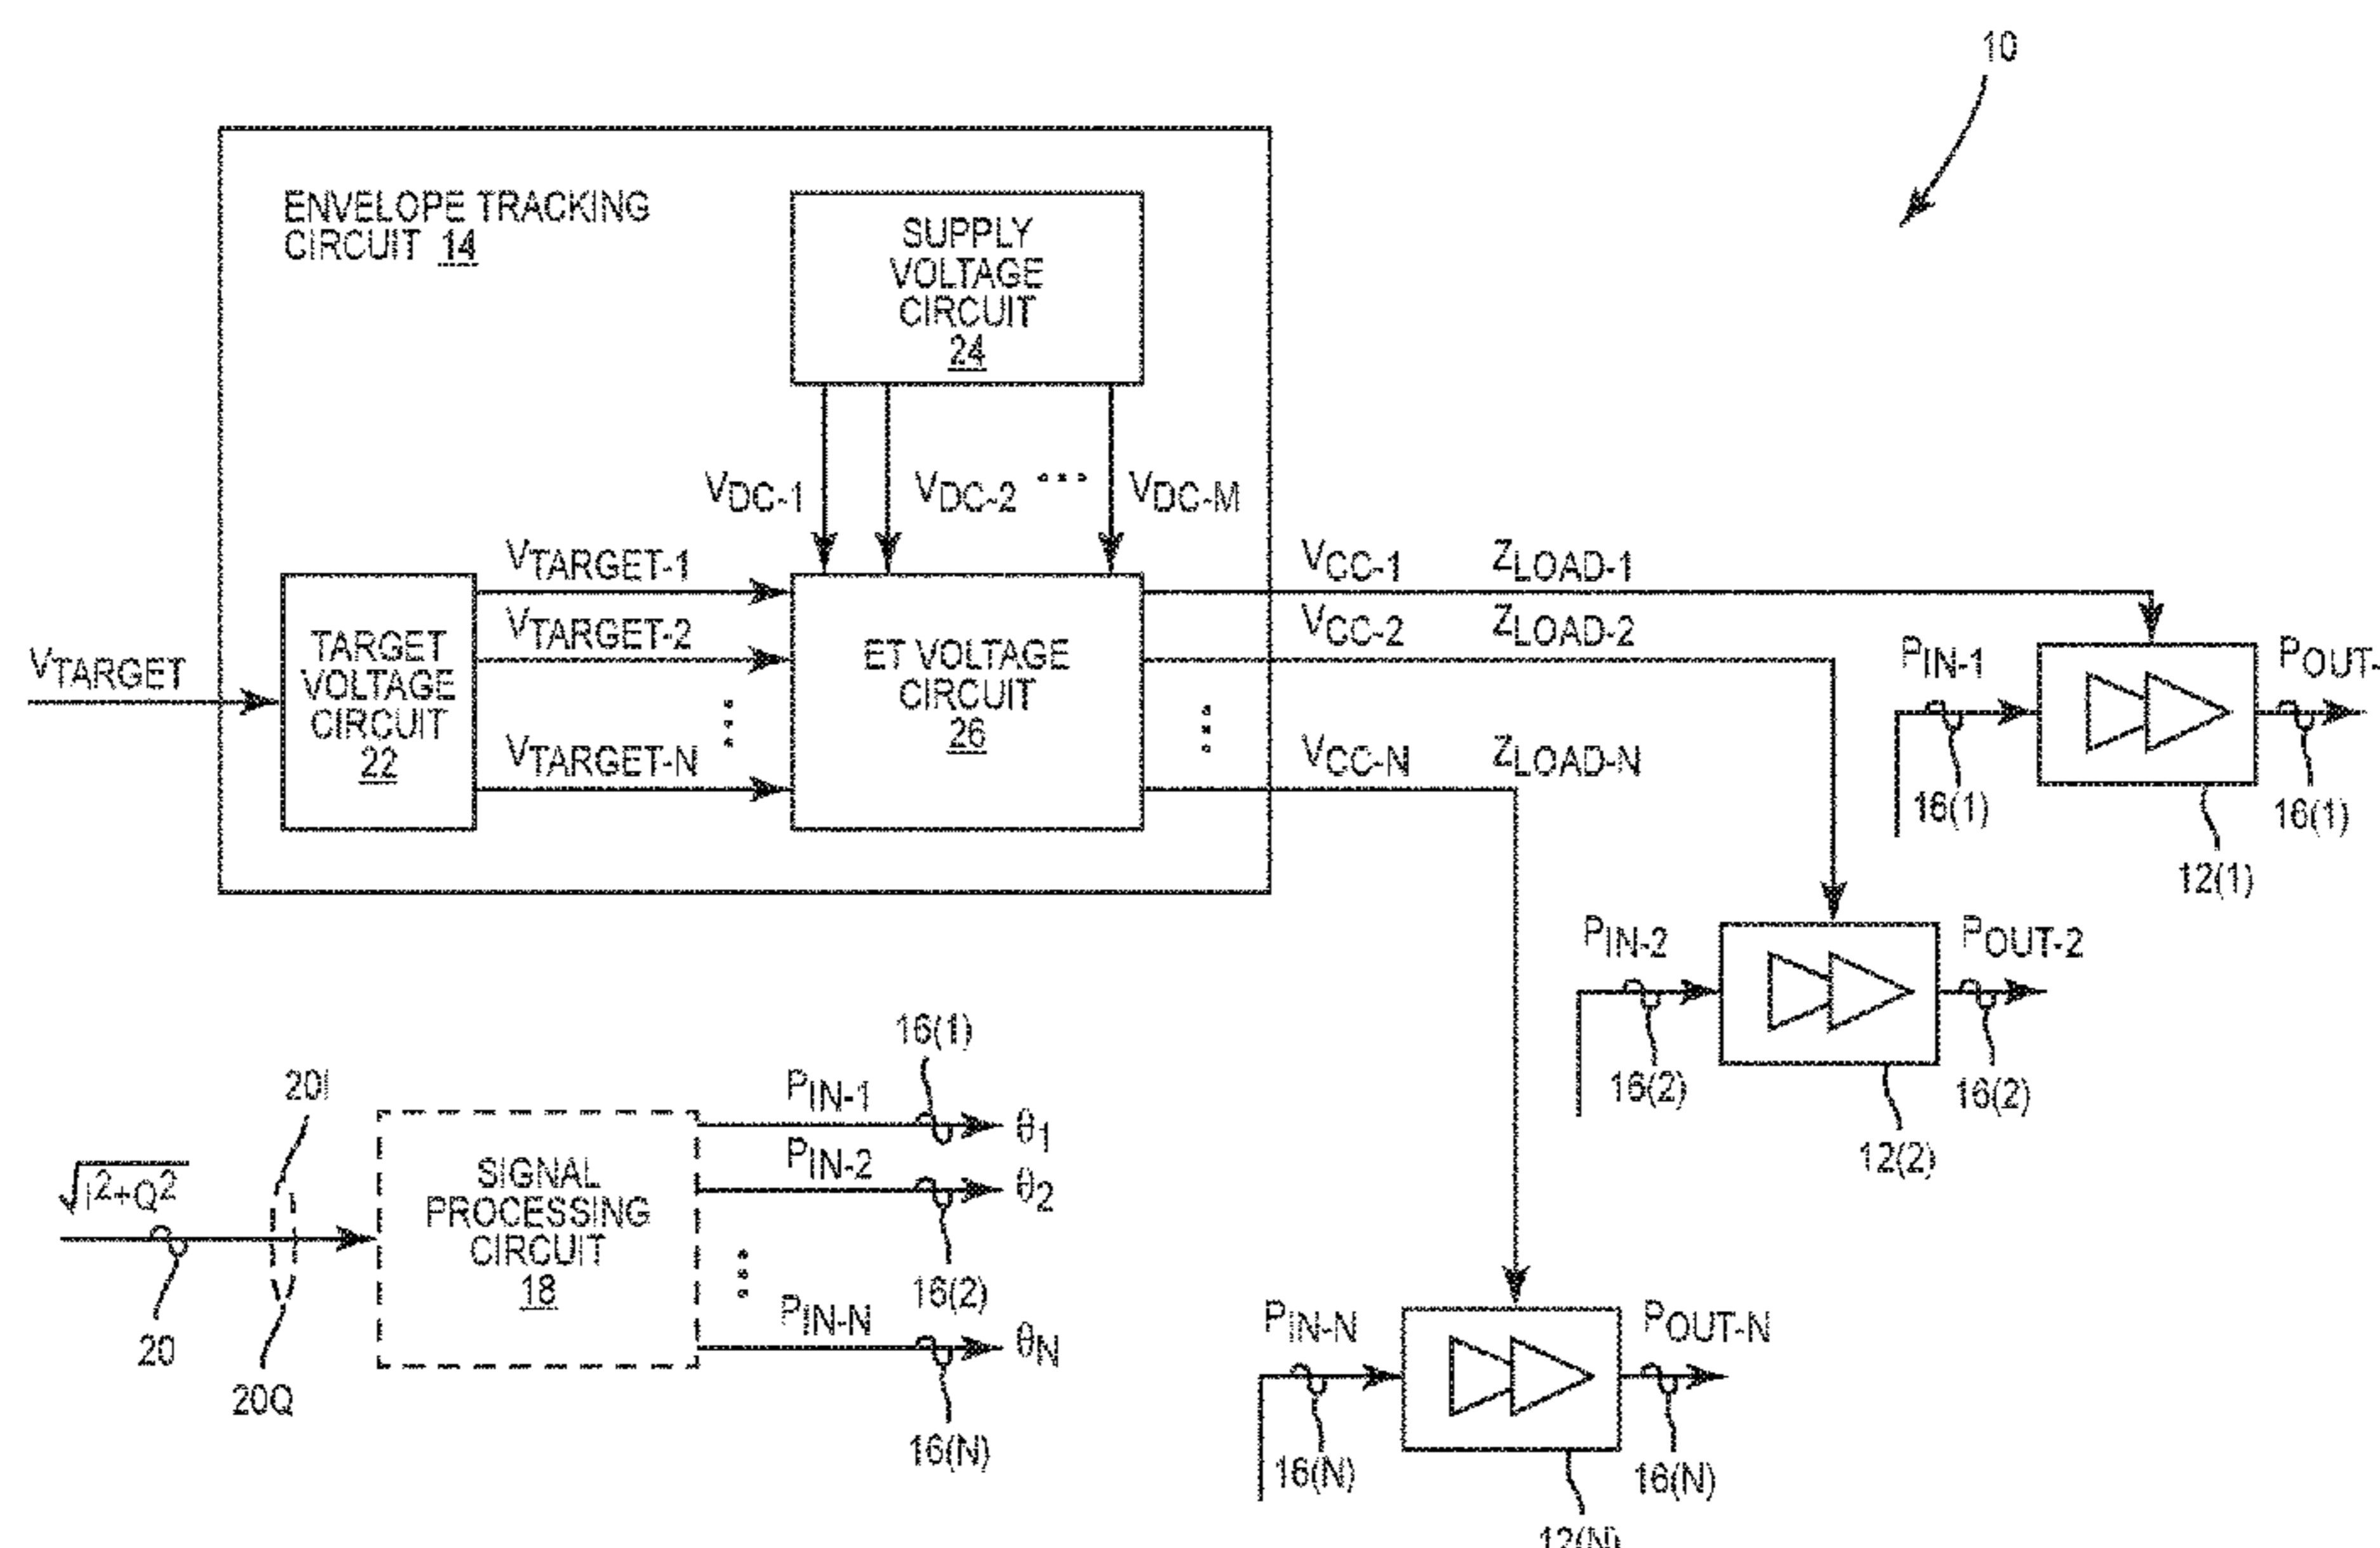 10
ENVELOPE TRACKING
CIRCUIT 14
SUPPLY
VOLTAGE
CIRCUIT
24
VDC-1
VDC-2
VDC-M
VTARGET
TARGET
VOLTAGE
CIRCUIT
22
VTARGET-1
VTARGET-2
VTARGET-N
ET VOLTAGE
CIRCUIT
26
VCC-1 ZLOAD-1
VCC-2 ZLOAD-2
VCC-N ZLOAD-N
PIN-1
POUT-
16(1)
16(1)
12(1)
PIN-2
POUT-2
16(2)
16(2)
12(2)
PIN-N
POUT-N
16(N)
16(N)
12(N)
√I²+Q²
20
20I
20Q
SIGNAL
PROCESSING
CIRCUIT
18
PIN-1
16(1)
θ1
PIN-2
16(2)
θ2
PIN-N
16(N)
θN